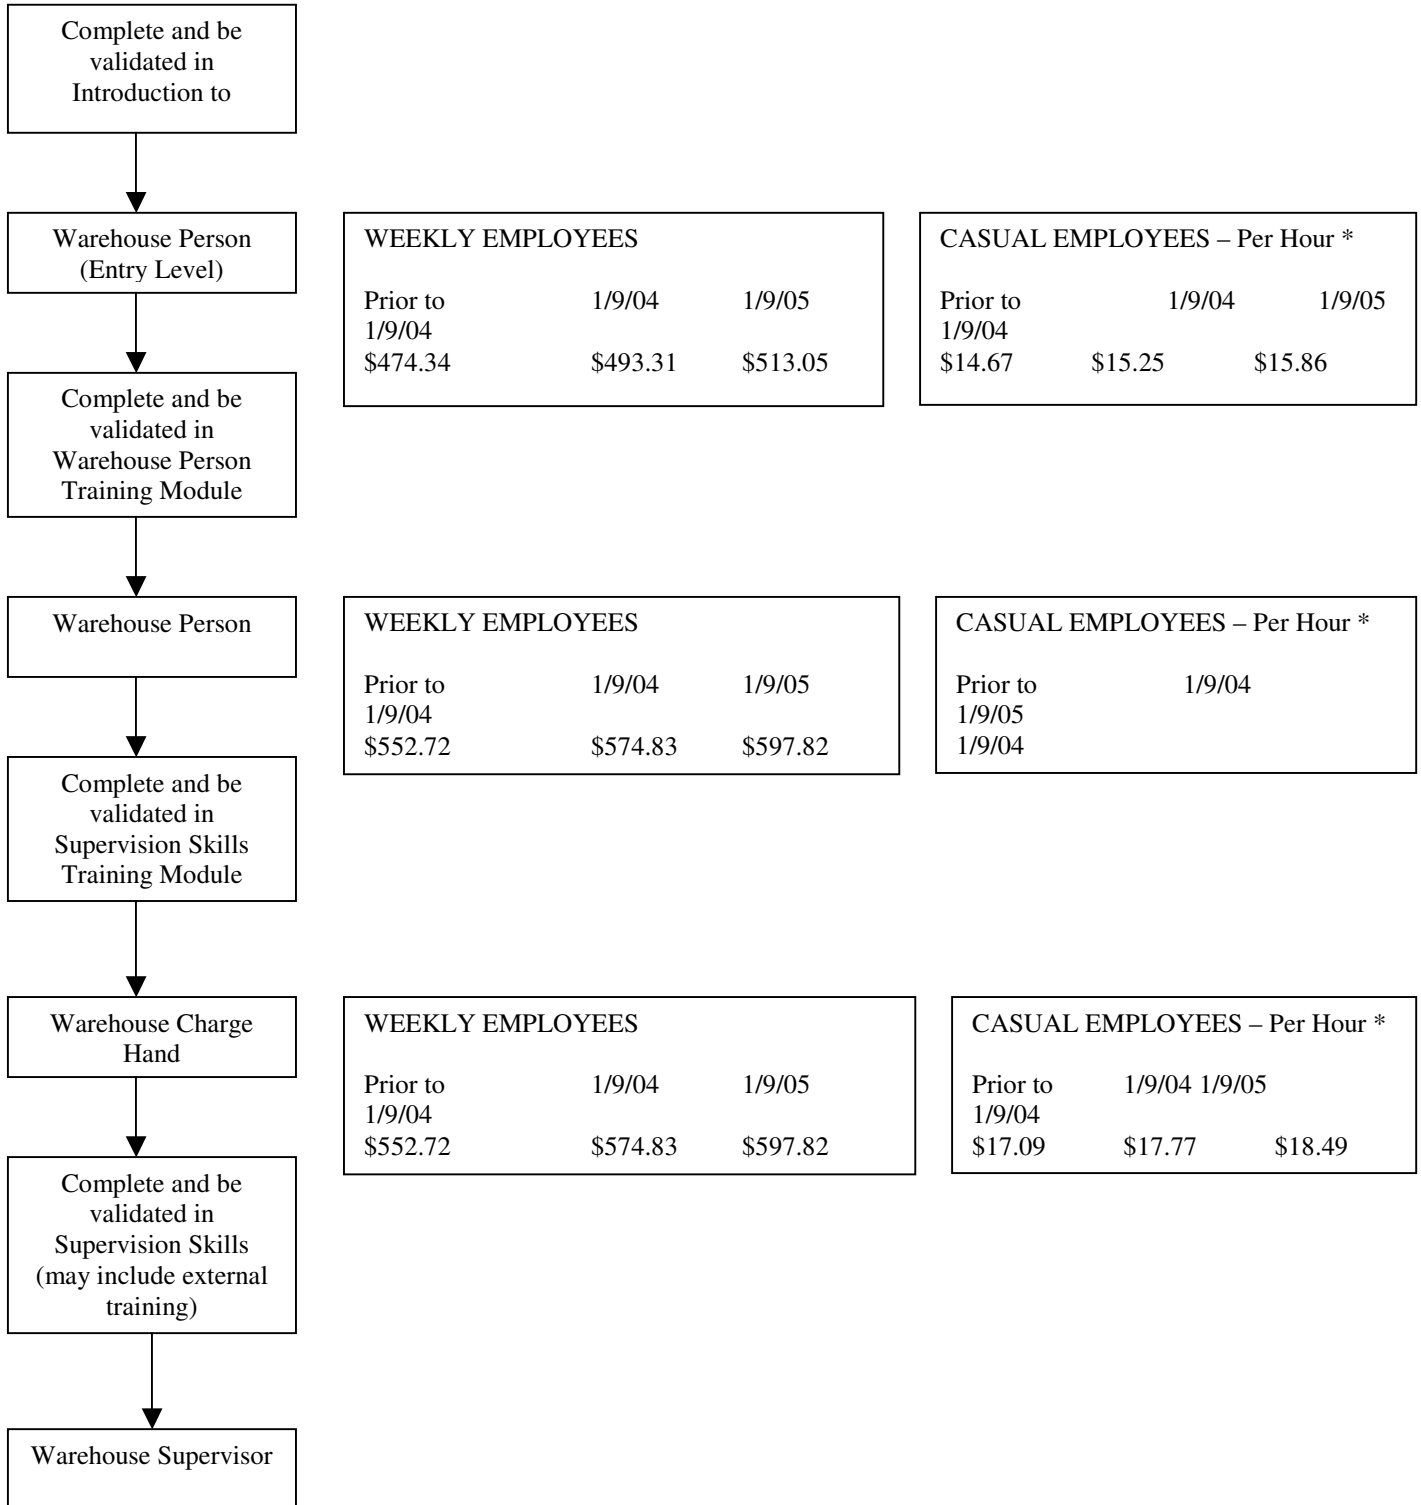 Complete and be
validated in
Introduction to
Warehouse Person
(Entry Level)
WEEKLY EMPLOYEES
Prior to 1/9/04 1/9/05
1/9/04
$474.34 $493.31 $513.05
CASUAL EMPLOYEES – Per Hour *
Prior to 1/9/04 1/9/05
1/9/04
$14.67 $15.25 $15.86
Complete and be
validated in
Warehouse Person
Training Module
Warehouse Person
WEEKLY EMPLOYEES
Prior to 1/9/04 1/9/05
1/9/04
$552.72 $574.83 $597.82
CASUAL EMPLOYEES – Per Hour *
Prior to 1/9/04
1/9/05
1/9/04
Complete and be
validated in
Supervision Skills
Training Module
Warehouse Charge
Hand
WEEKLY EMPLOYEES
Prior to 1/9/04 1/9/05
1/9/04
$552.72 $574.83 $597.82
CASUAL EMPLOYEES – Per Hour *
Prior to 1/9/04 1/9/05
1/9/04
$17.09 $17.77 $18.49
Complete and be
validated in
Supervision Skills
(may include external
training)
Warehouse Supervisor